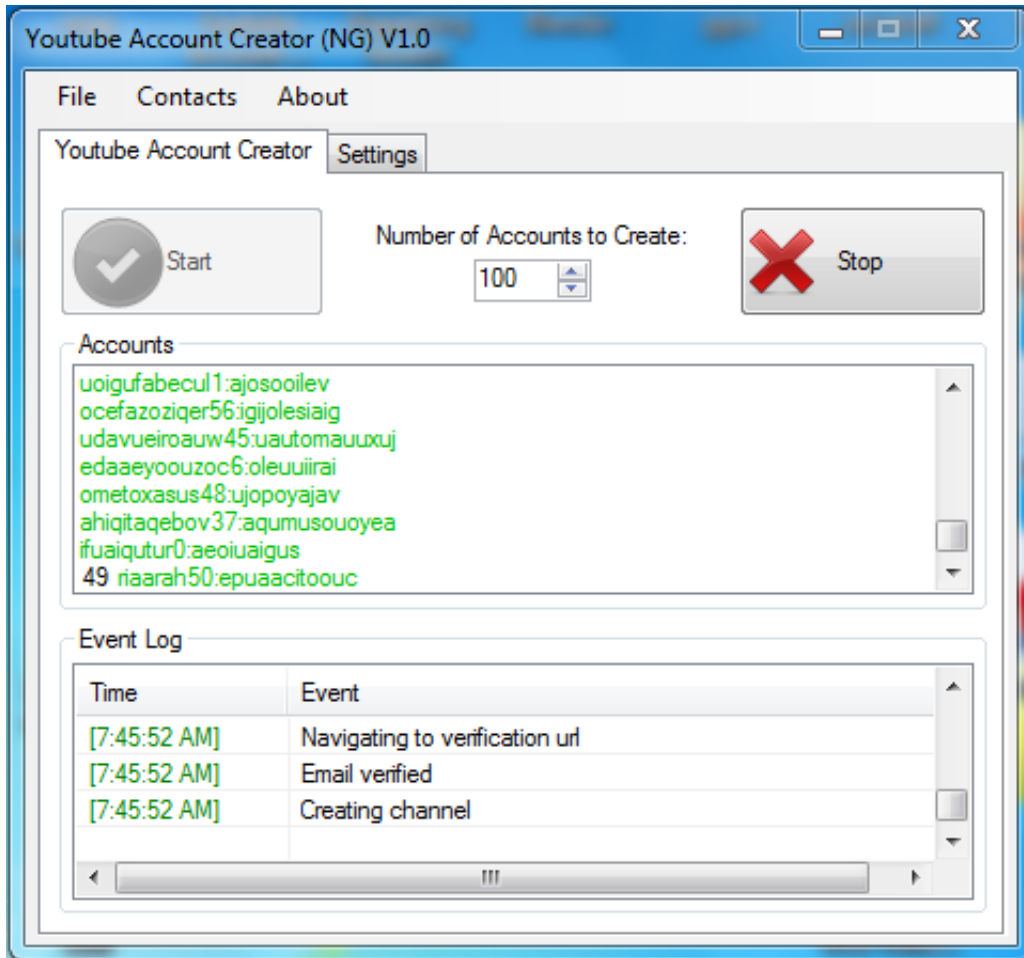 Youtube Account Creator (NG) V1.0
File Contacts About
Youtube Account Creator Settings
Start
Number of Accounts to Create:
100
Stop
Accounts
uoigufabecul1:ajosooilev
ocefazoziqer56:igijolesiaig
udavueiroauw45:uautomauuxuj
edaaeyoouzoc6:oleuuiirai
ometoxasus48:ujopoyajav
ahiqitaqebov37:aqumusouoyea
ifuaiqutur0:aeoiuaigus
49 riaarah50:epuaacitoouc
Event Log
Time Event
[7:45:52 AM] Navigating to verification url
[7:45:52 AM] Email verified
[7:45:52 AM] Creating channel